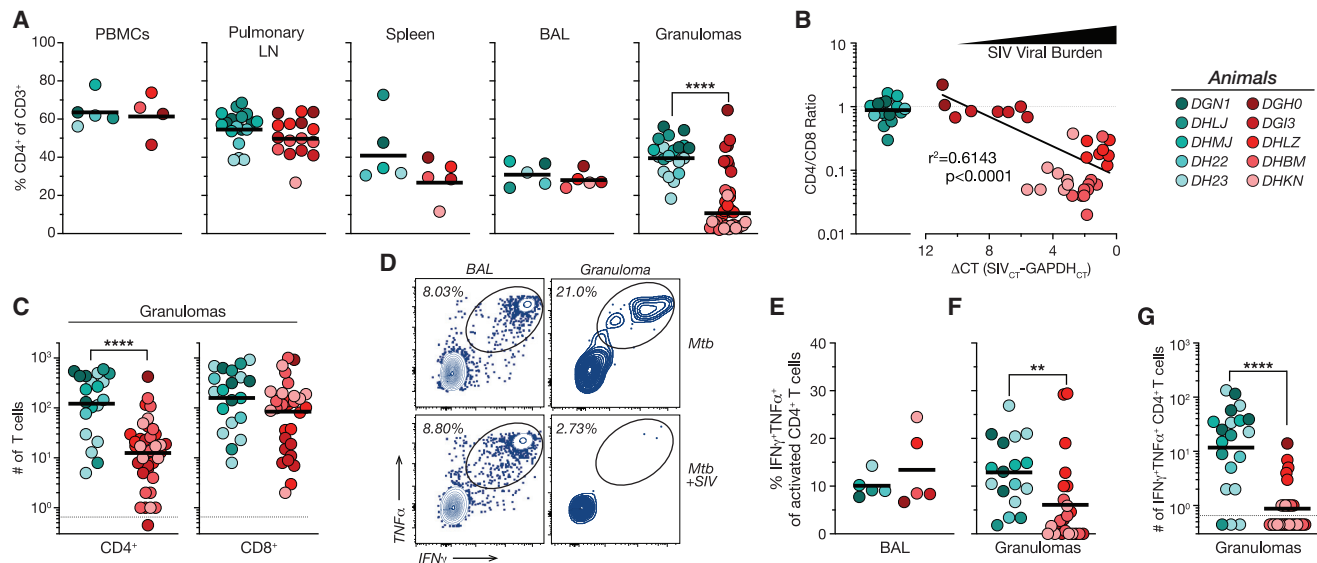 A
PBMCs
Pulmonary
LN
Spleen
BAL
Granulomas
% CD4⁺ of CD3⁺
100
80
60
40
20
0
****
B
SIV Viral Burden
CD4/CD8 Ratio
10
1
0.1
0.01
r²=0.6143
p<0.0001
12
8
4
0
ΔCT (SIV_CT-GAPDH_CT)
Animals
DGN1
DGH0
DHLJ
DGI3
DHMJ
DHLZ
DH22
DHBM
DH23
DHKN
C
Granulomas
# of T cells
10³
10²
10¹
10⁰
****
CD4⁺
CD8⁺
D
BAL
Granuloma
8.03%
21.0%
Mtb
8.80%
2.73%
Mtb
+SIV
TNFα
IFNγ
E
% IFNγ⁺TNFα⁺
of activated CD4⁺ T cells
40
30
20
10
0
BAL
F
**
Granulomas
G
# of IFNγ⁺TNFα⁺ CD4⁺ T cells
10³
10²
10¹
10⁰
****
Granulomas